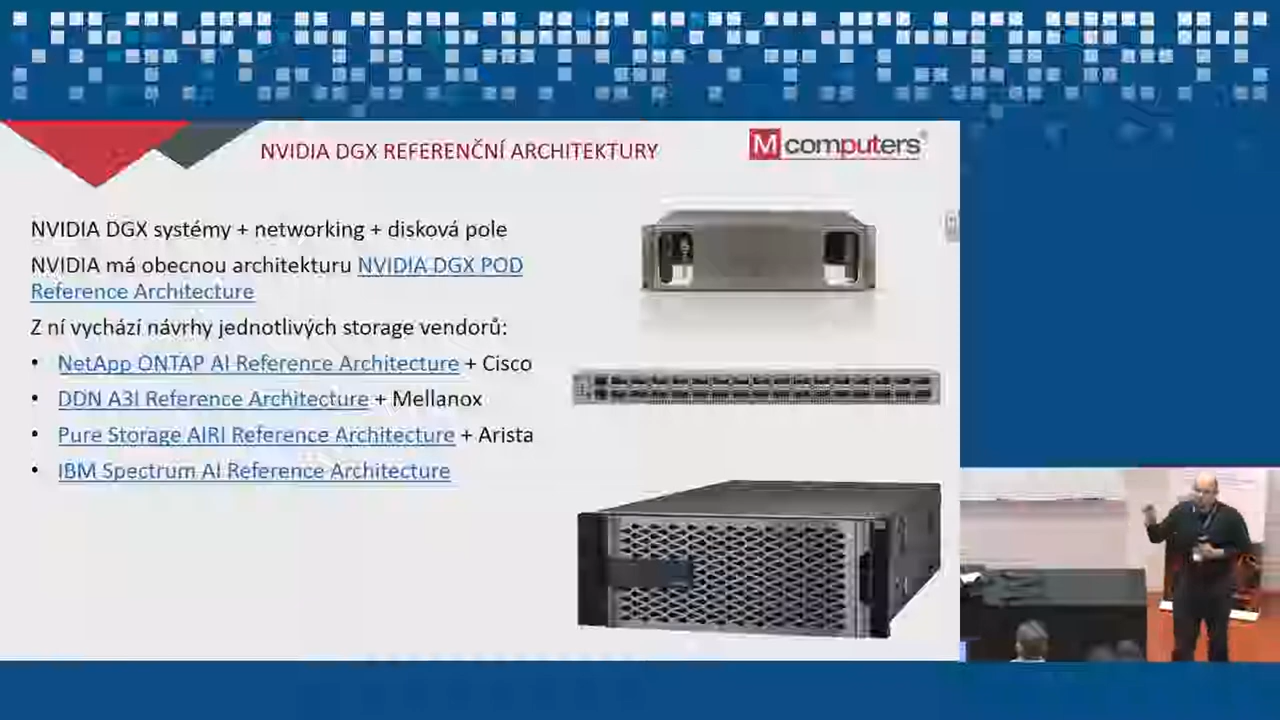 NVIDIA DGX REFERENČNÍ ARCHITEKTURY
M computers®
NVIDIA DGX systémy + networking + disková pole
NVIDIA má obecnou architekturu NVIDIA DGX POD
Reference Architecture
Z ní vychází návrhy jednotlivých storage vendorů:
• NetApp ONTAP AI Reference Architecture + Cisco
• DDN A3I Reference Architecture + Mellanox
• Pure Storage AIRI Reference Architecture + Arista
• IBM Spectrum AI Reference Architecture